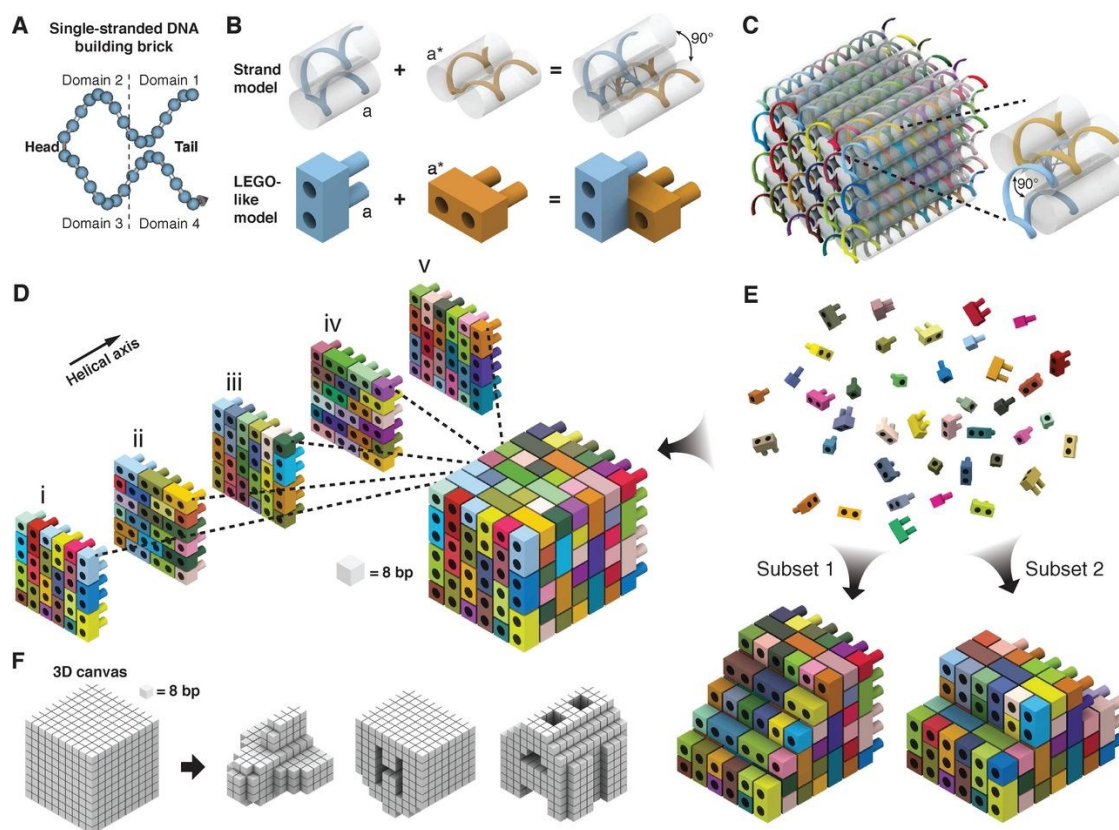 A
Single-stranded DNA
building brick
Domain 2 Domain 1
Head Tail
Domain 3 Domain 4
B
Strand
model
a
+
a*
=
90°
LEGO-
like model
a
+
a*
=
C
90°
D
Helical axis
i
ii
iii
iv
v
= 8 bp
E
Subset 1
Subset 2
F
3D canvas
= 8 bp